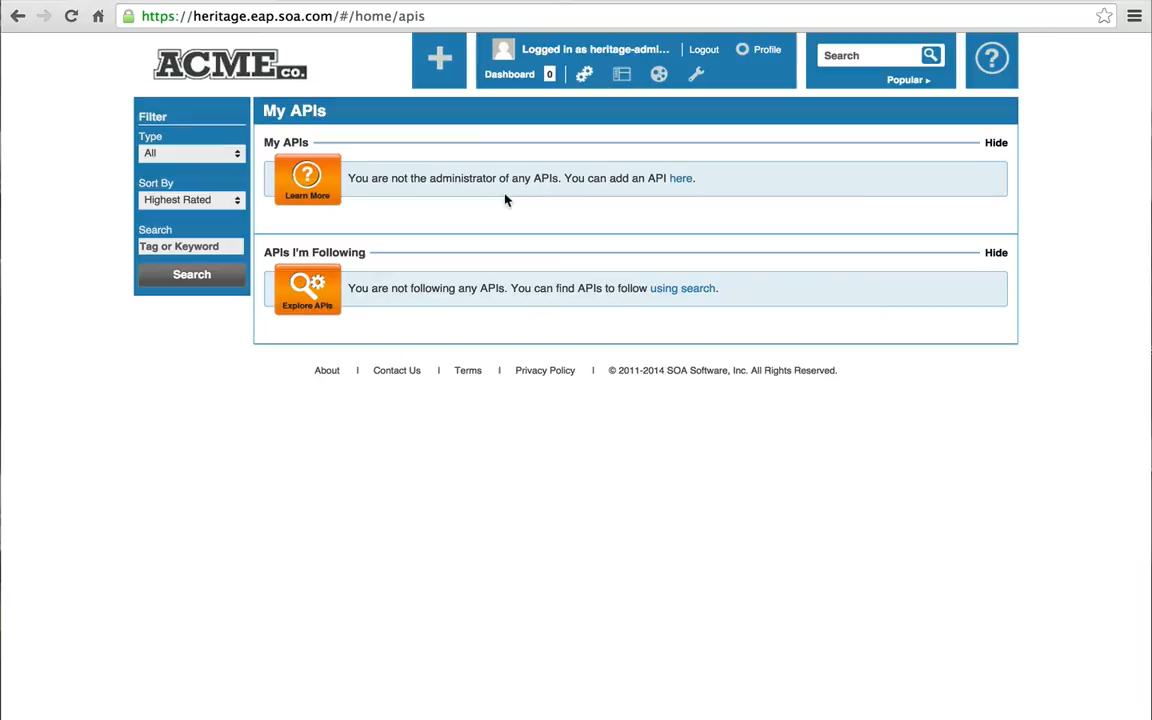 https://heritage.eap.soa.com/#/home/apis
ACME co.
Logged in as heritage-admi...
Logout
Profile
Dashboard 0
Search
Popular ▸
Filter
Type
All
Sort By
Highest Rated
Search
Tag or Keyword
Search
My APIs
My APIs
Hide
Learn More
You are not the administrator of any APIs. You can add an API here.
APIs I'm Following
Hide
Explore APIs
You are not following any APIs. You can find APIs to follow using search.
About | Contact Us | Terms | Privacy Policy | © 2011-2014 SOA Software, Inc. All Rights Reserved.